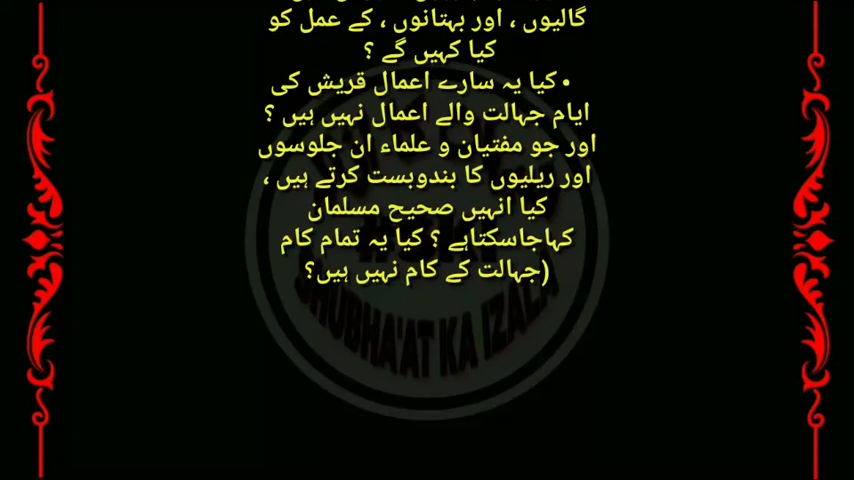 گالیوں ، اور بہتانوں ، کے عمل کو
کیا کہیں گے ؟
• کیا یہ سارے اعمال قریش کی
ایام جہالت والے اعمال نہیں ہیں ؟
اور جو مفتیان و علماء ان جلوسوں
اور ریلیوں کا بندوبست کرتے ہیں ،
کیا انہیں صحیح مسلمان
کہاجاسکتاہے ؟ کیا یہ تمام کام
جہالت کے کام نہیں ہیں؟)
SHUBHA'AT KA IZALA